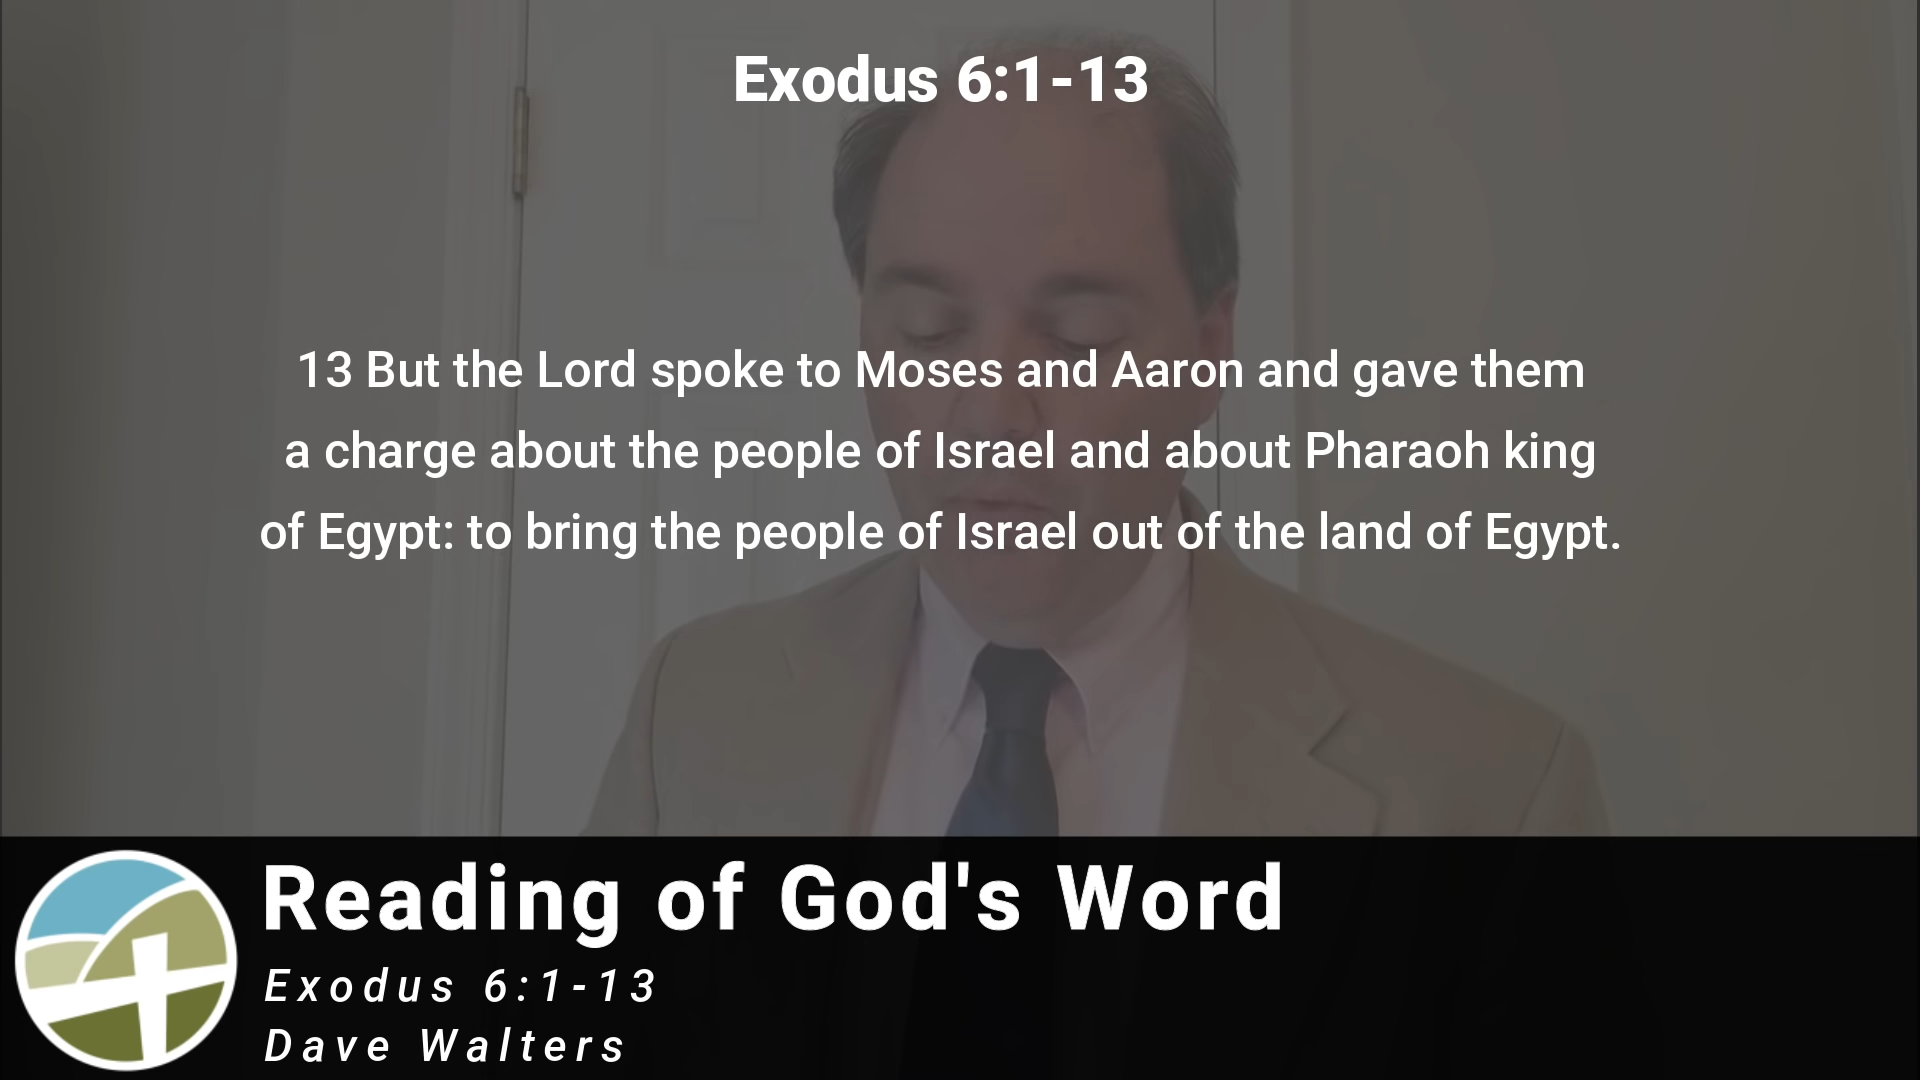 Exodus 6:1-13
13 But the Lord spoke to Moses and Aaron and gave them
a charge about the people of Israel and about Pharaoh king
of Egypt: to bring the people of Israel out of the land of Egypt.
Reading of God's Word
Exodus 6:1-13
Dave Walters